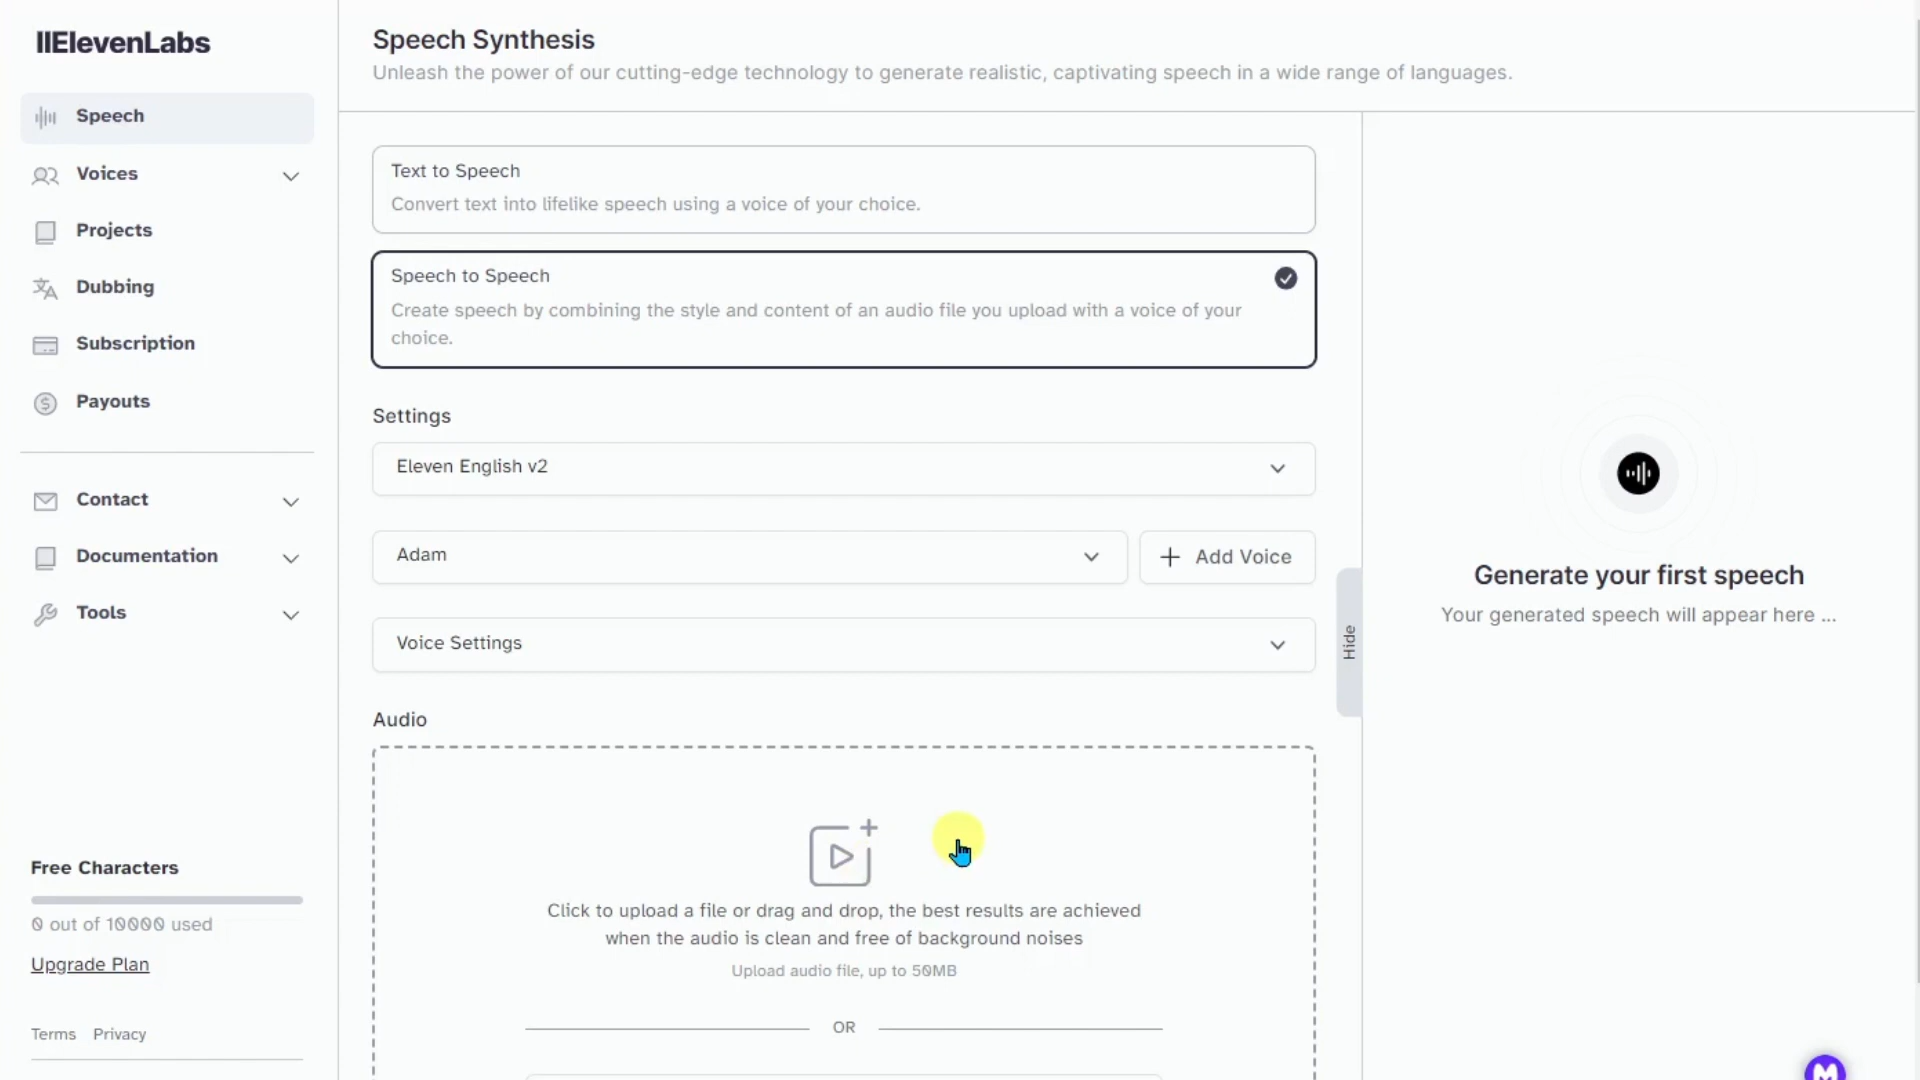 IIElevenLabs
Speech
Voices
Projects
Dubbing
Subscription
Payouts
Contact
Documentation
Tools
Free Characters
0 out of 10000 used
Upgrade Plan
Terms Privacy
Speech Synthesis
Unleash the power of our cutting-edge technology to generate realistic, captivating speech in a wide range of languages.
Text to Speech
Convert text into lifelike speech using a voice of your choice.
Speech to Speech
Create speech by combining the style and content of an audio file you upload with a voice of your
choice.
Settings
Eleven English v2
Adam
Add Voice
Voice Settings
Audio
Click to upload a file or drag and drop, the best results are achieved
when the audio is clean and free of background noises
Upload audio file, up to 50MB
OR
Hide
Generate your first speech
Your generated speech will appear here ...